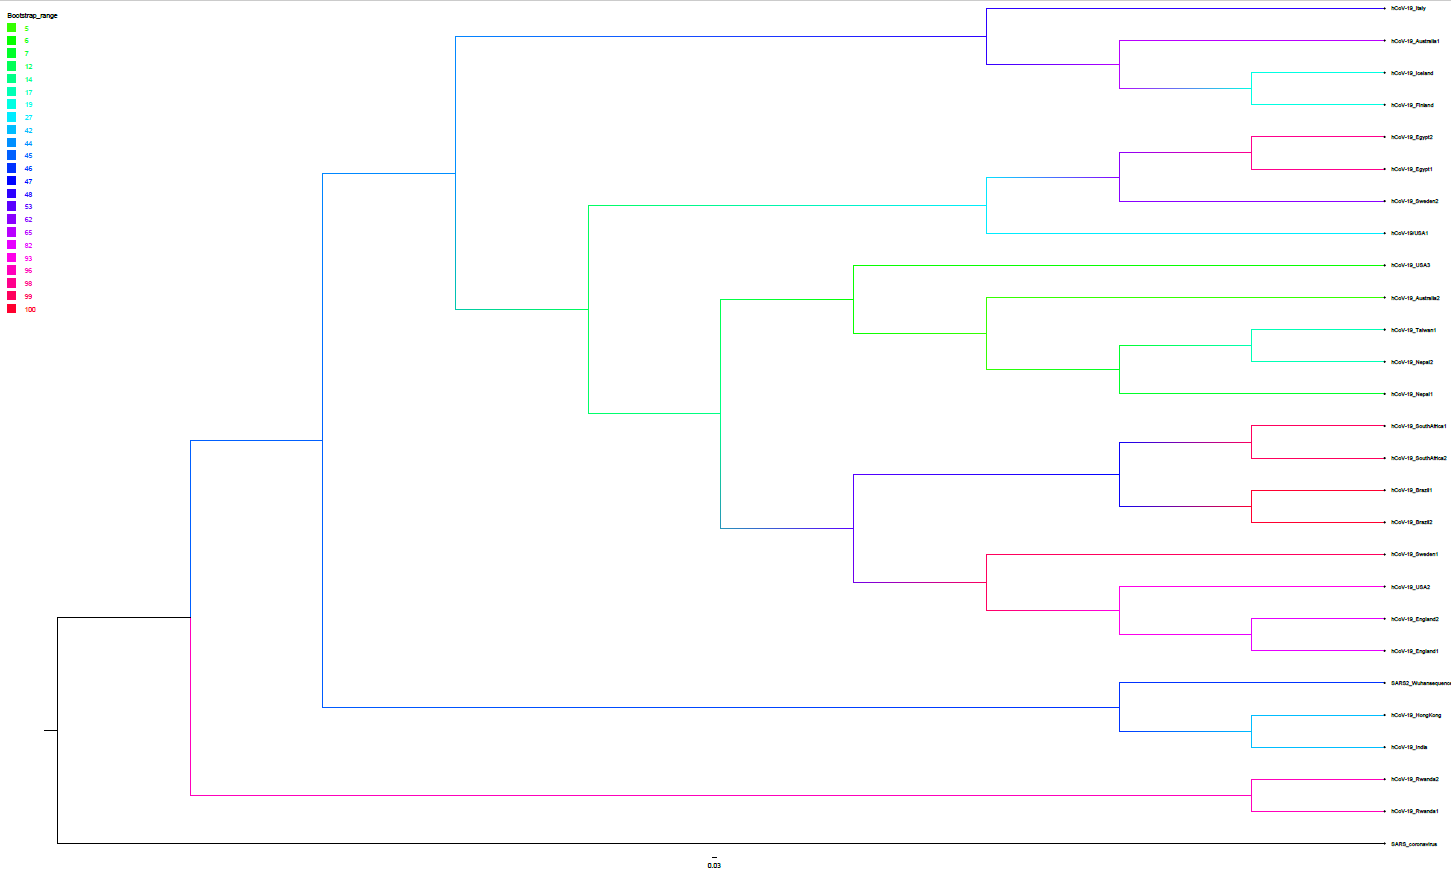 Bootstrap_range
5
6
7
12
14
17
19
27
42
44
45
46
47
48
53
62
65
82
93
96
98
99
100
hCoV-19_Italy
hCoV-19_Australia1
hCoV-19_Iceland
hCoV-19_Finland
hCoV-19_Egypt2
hCoV-19_Egypt1
hCoV-19_Sweden2
hCoV-19/USA1
hCoV-19_USA3
hCoV-19_Australia2
hCoV-19_Taiwan1
hCoV-19_Nepal2
hCoV-19_Nepal1
hCoV-19_SouthAfrica1
hCoV-19_SouthAfrica2
hCoV-19_Brazil1
hCoV-19_Brazil2
hCoV-19_Sweden1
hCoV-19_USA2
hCoV-19_England2
hCoV-19_England1
SARS2_Wuhansequenc
hCoV-19_HongKong
hCoV-19_India
hCoV-19_Rwanda2
hCoV-19_Rwanda1
SARS_coronavirus
0.03